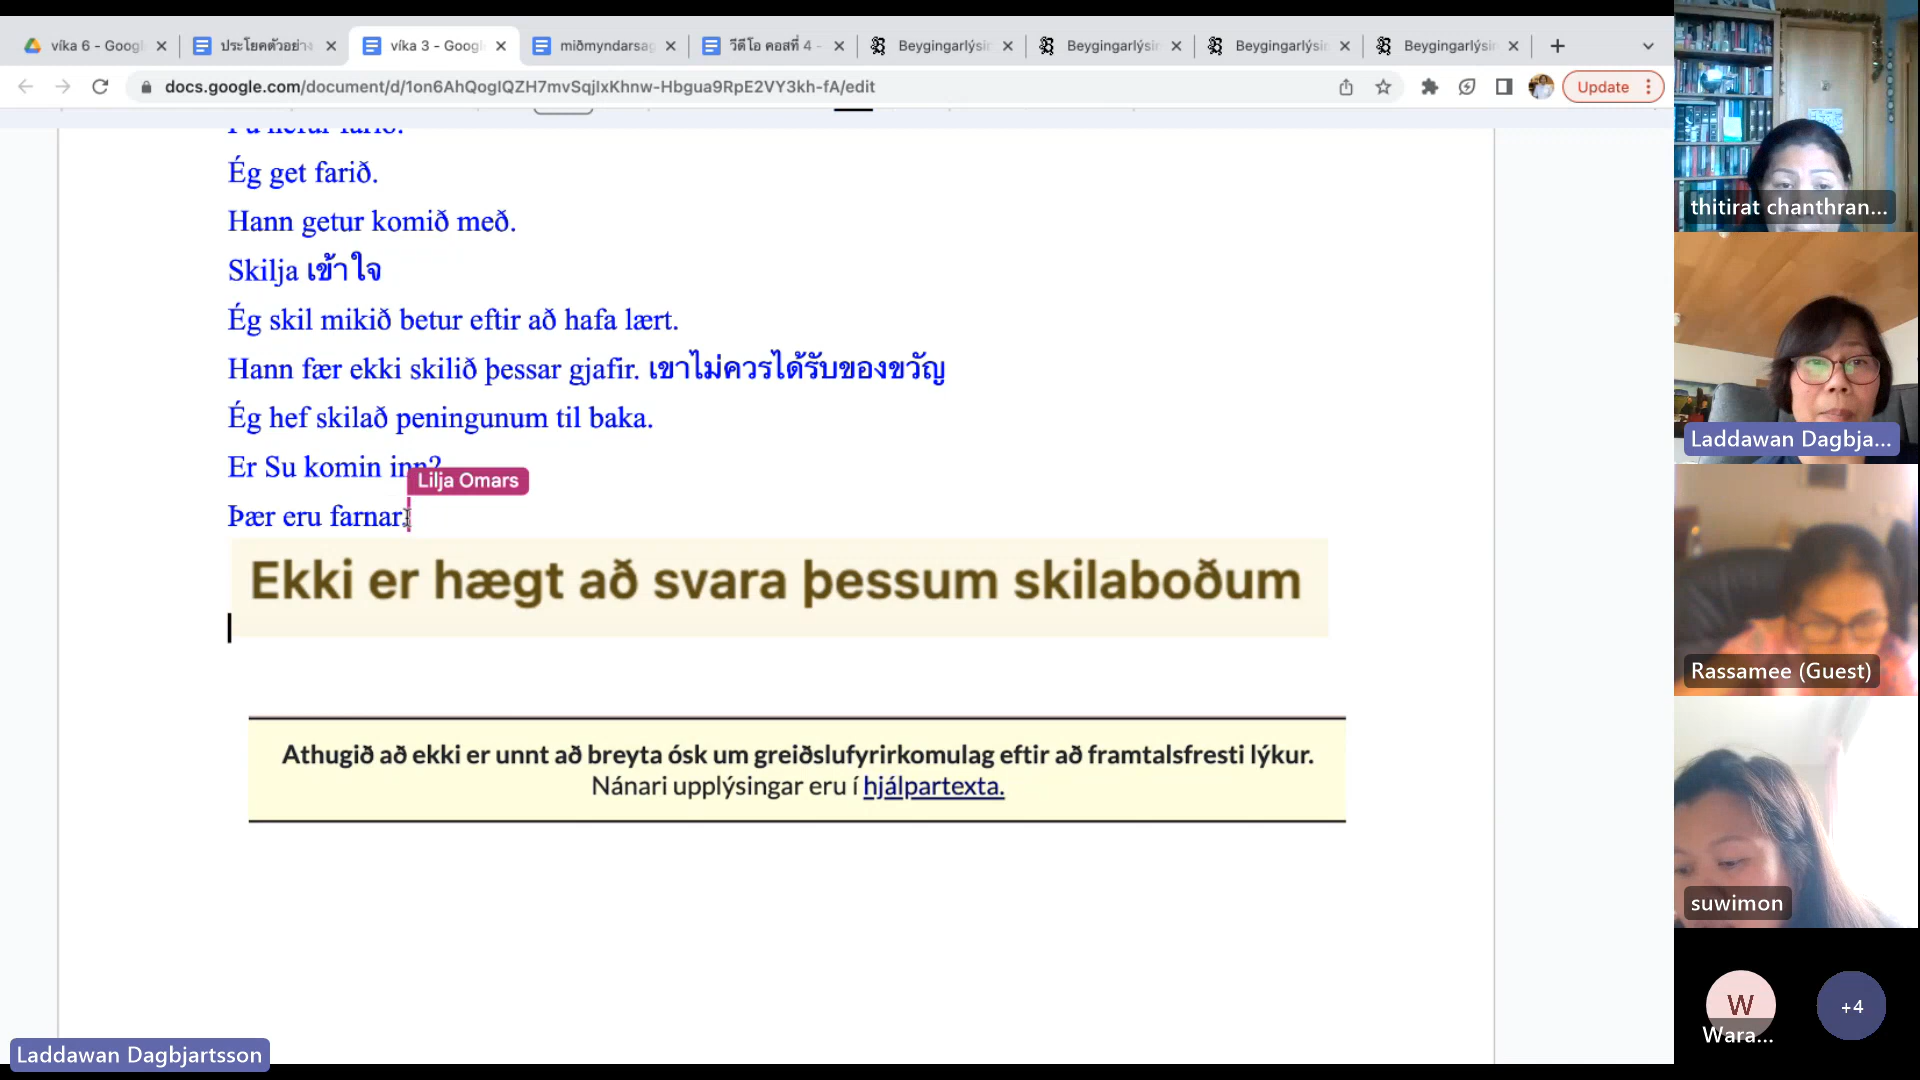 víka 6 - Googl
ประโยคตัวอย่าง
víka 3 - Googl
miðmyndarsag
วีดีโอ คอสที่ 4 -
Beygingarlýsin
Beygingarlýsin
Beygingarlýsin
Beygingarlýsin
docs.google.com/document/d/1on6AhQogIQZH7mvSqjIxKhnw-Hbgua9RpE2VY3kh-fA/edit
Update
Ég get farið.
Hann getur komið með.
Skilja เข้าใจ
Ég skil mikið betur eftir að hafa lært.
Hann fær ekki skilið þessar gjafir. เขาไม่ควรได้รับของขวัญ
Ég hef skilað peningunum til baka.
Er Su komin inn?
Lilja Omars
Þær eru farnar.
Ekki er hægt að svara þessum skilaboðum
Athugið að ekki er unnt að breyta ósk um greiðslufyrirkomulag eftir að framtalsfresti lýkur.
Nánari upplýsingar eru í hjálpartexta.
Laddawan Dagbjartsson
thitirat chanthran...
Laddawan Dagbja...
Rassamee (Guest)
suwimon
W
Wara...
+4